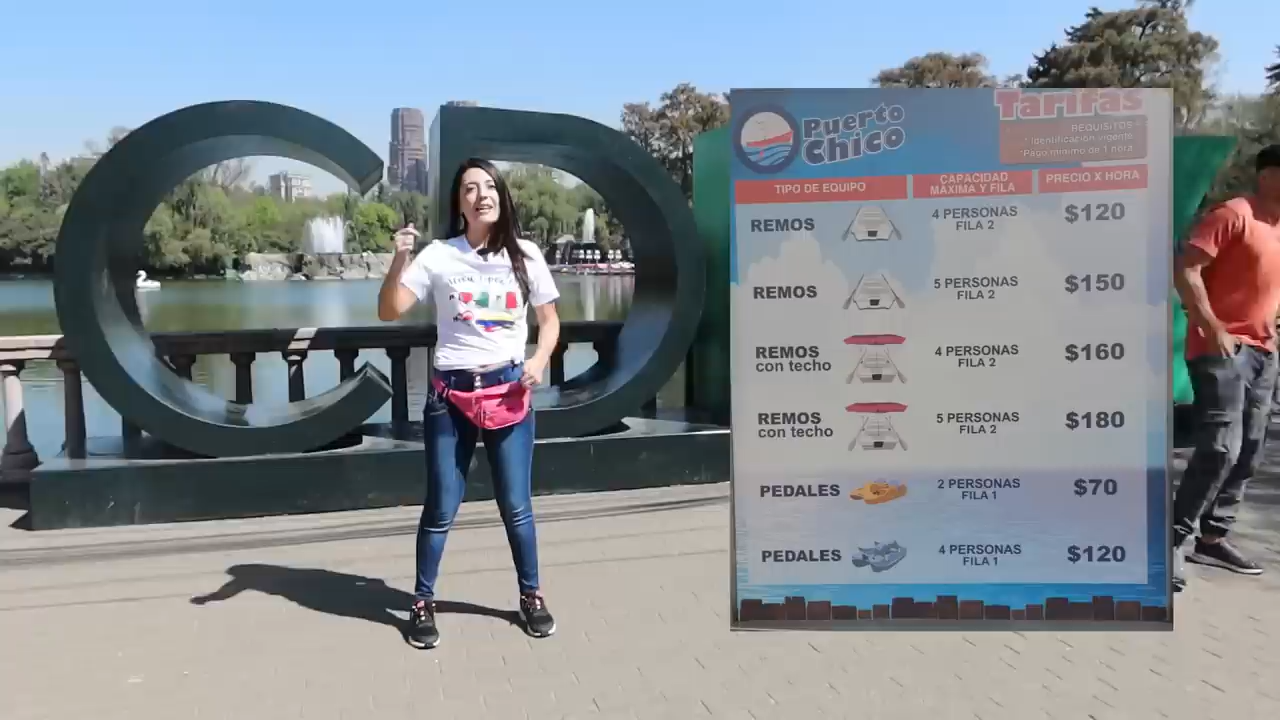 CD
Puerto
Chico
Tarifas
REQUISITOS
* Identificación vigente
*Pago mínimo de 1 hora
TIPO DE EQUIPO
CAPACIDAD
MÁXIMA Y FILA
PRECIO X HORA
REMOS
4 PERSONAS
FILA 2
$120
REMOS
5 PERSONAS
FILA 2
$150
REMOS
con techo
4 PERSONAS
FILA 2
$160
REMOS
con techo
5 PERSONAS
FILA 2
$180
PEDALES
2 PERSONAS
FILA 1
$70
PEDALES
4 PERSONAS
FILA 1
$120